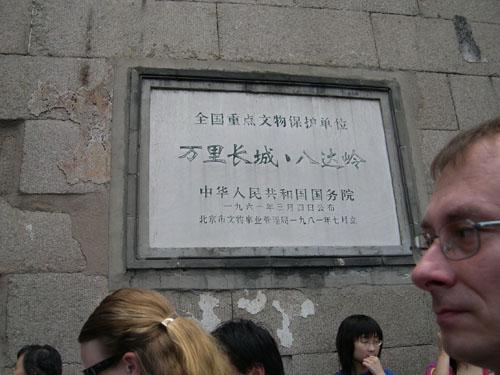 全国重点文物保护单位
万里长城·八达岭
中华人民共和国国务院
一九六一年三月四日公布
北京市文物事业管理局一九八一年七月立